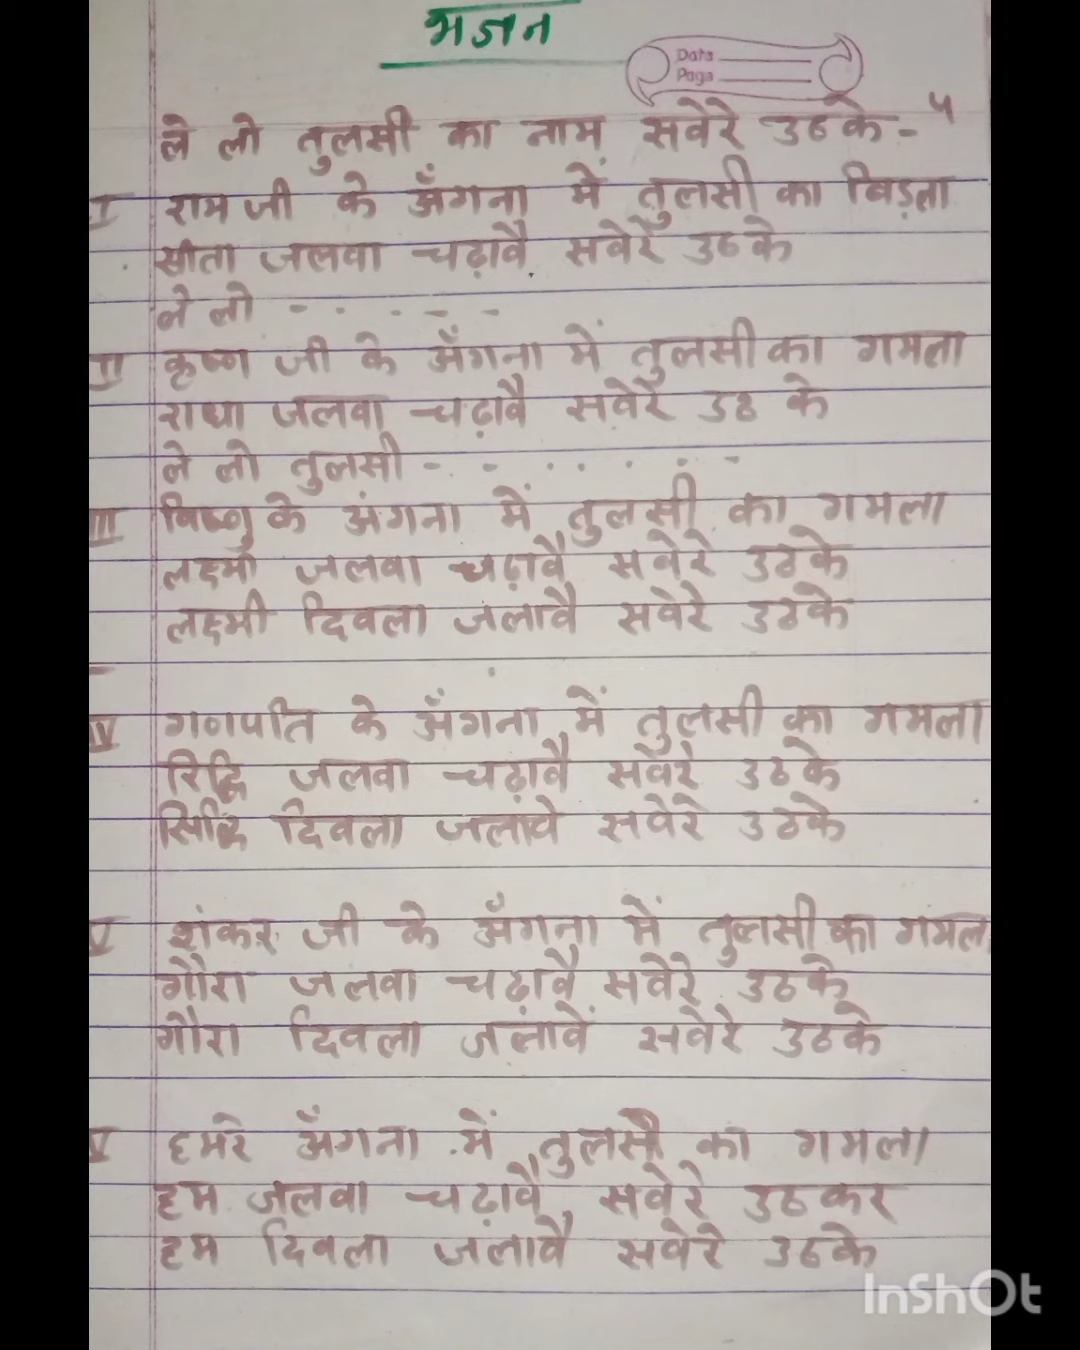 भजन
Date
Page
ले लो तुलसी का नाम सवेरे उठके - ५
I राम जी के अँगना में तुलसी का बिड़ला
सीता जलवा चढ़ावै सवेरे उठके
ले लो - - - - -
II कृष्ण जी के अँगना में तुलसी का गमला
राधा जलवा चढ़ावै सवेरे उठ के
ले लो तुलसी - - . . . . -
III विष्णु के अंगना में तुलसी का गमला
लक्ष्मी जलवा चढ़ावै सवेरे उठके
लक्ष्मी दिवला जलावै सवेरे उठके
IV गणपति के अँगना में तुलसी का गमला
रिद्धि जलवा चढ़ावै सवेरे उठके
सिद्धि दिवला जलावे सवेरे उठके
V शंकर जी के अँगना में तुलसी का गमल
गौरा जलवा चढ़ावै सवेरे उठके
गौरा दिवला जलावें सवेरे उठके
V हमरे अँगना में तुलसी का गमला
हम जलवा चढ़ावै सवेरे उठकर
हम दिवला जलावै सवेरे उठके
InShOt